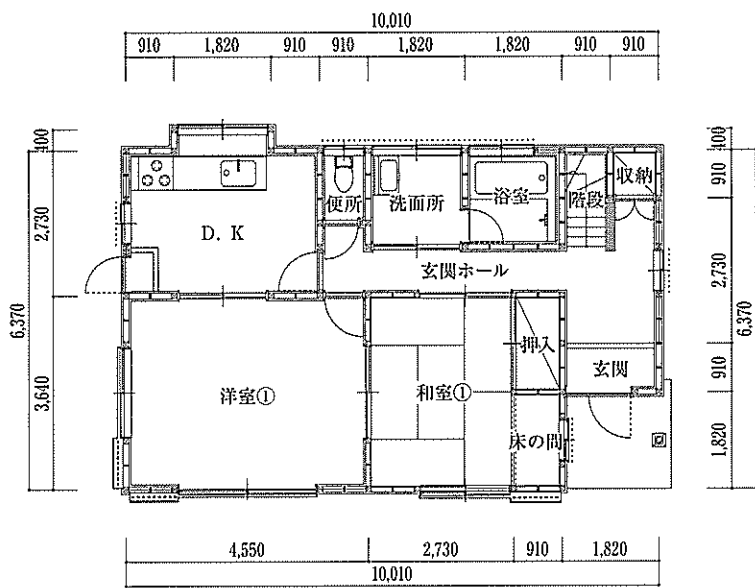 10,010
910 1,820 910 910 1,820 1,820 910 910
400
2,730
6,370
3,640
400
910
2,730
6,370
910
1,820
D. K
便所
洗面所
浴室
階段
収納
玄関ホール
洋室①
和室①
押入
玄関
床の間
4,550 2,730 910 1,820
10,010